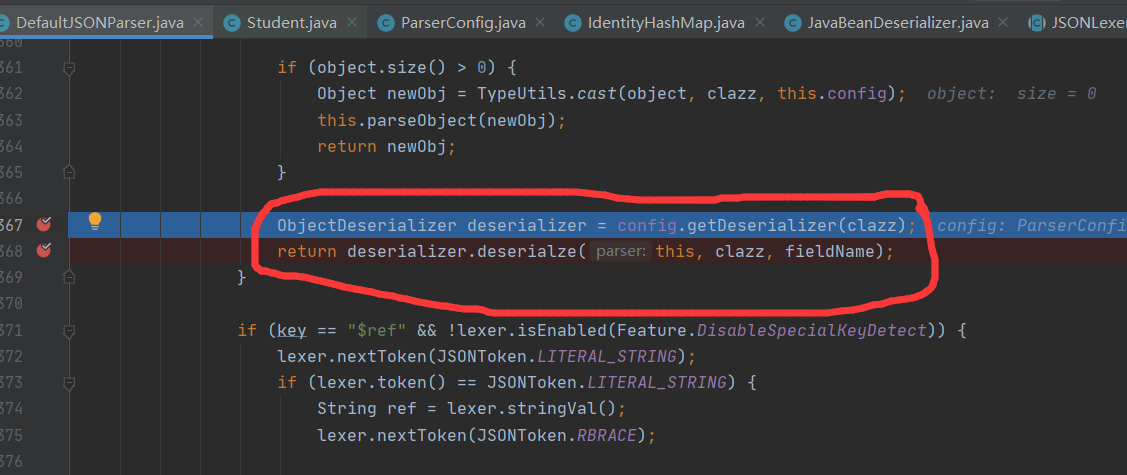 DefaultJSONParser.java × Student.java × ParserConfig.java × IdentityHashMap.java × JavaBeanDeserializer.java × JSONLexer
360
361 if (object.size() > 0) {
362 Object newObj = TypeUtils.cast(object, clazz, this.config); object: size = 0
363 this.parseObject(newObj);
364 return newObj;
365 }
366
367 ObjectDeserializer deserializer = config.getDeserializer(clazz); config: ParserConfi
368 return deserializer.deserialze( parser: this, clazz, fieldName);
369 }
370
371 if (key == "$ref" && !lexer.isEnabled(Feature.DisableSpecialKeyDetect)) {
372 lexer.nextToken(JSONToken.LITERAL_STRING);
373 if (lexer.token() == JSONToken.LITERAL_STRING) {
374 String ref = lexer.stringVal();
375 lexer.nextToken(JSONToken.RBRACE);
376